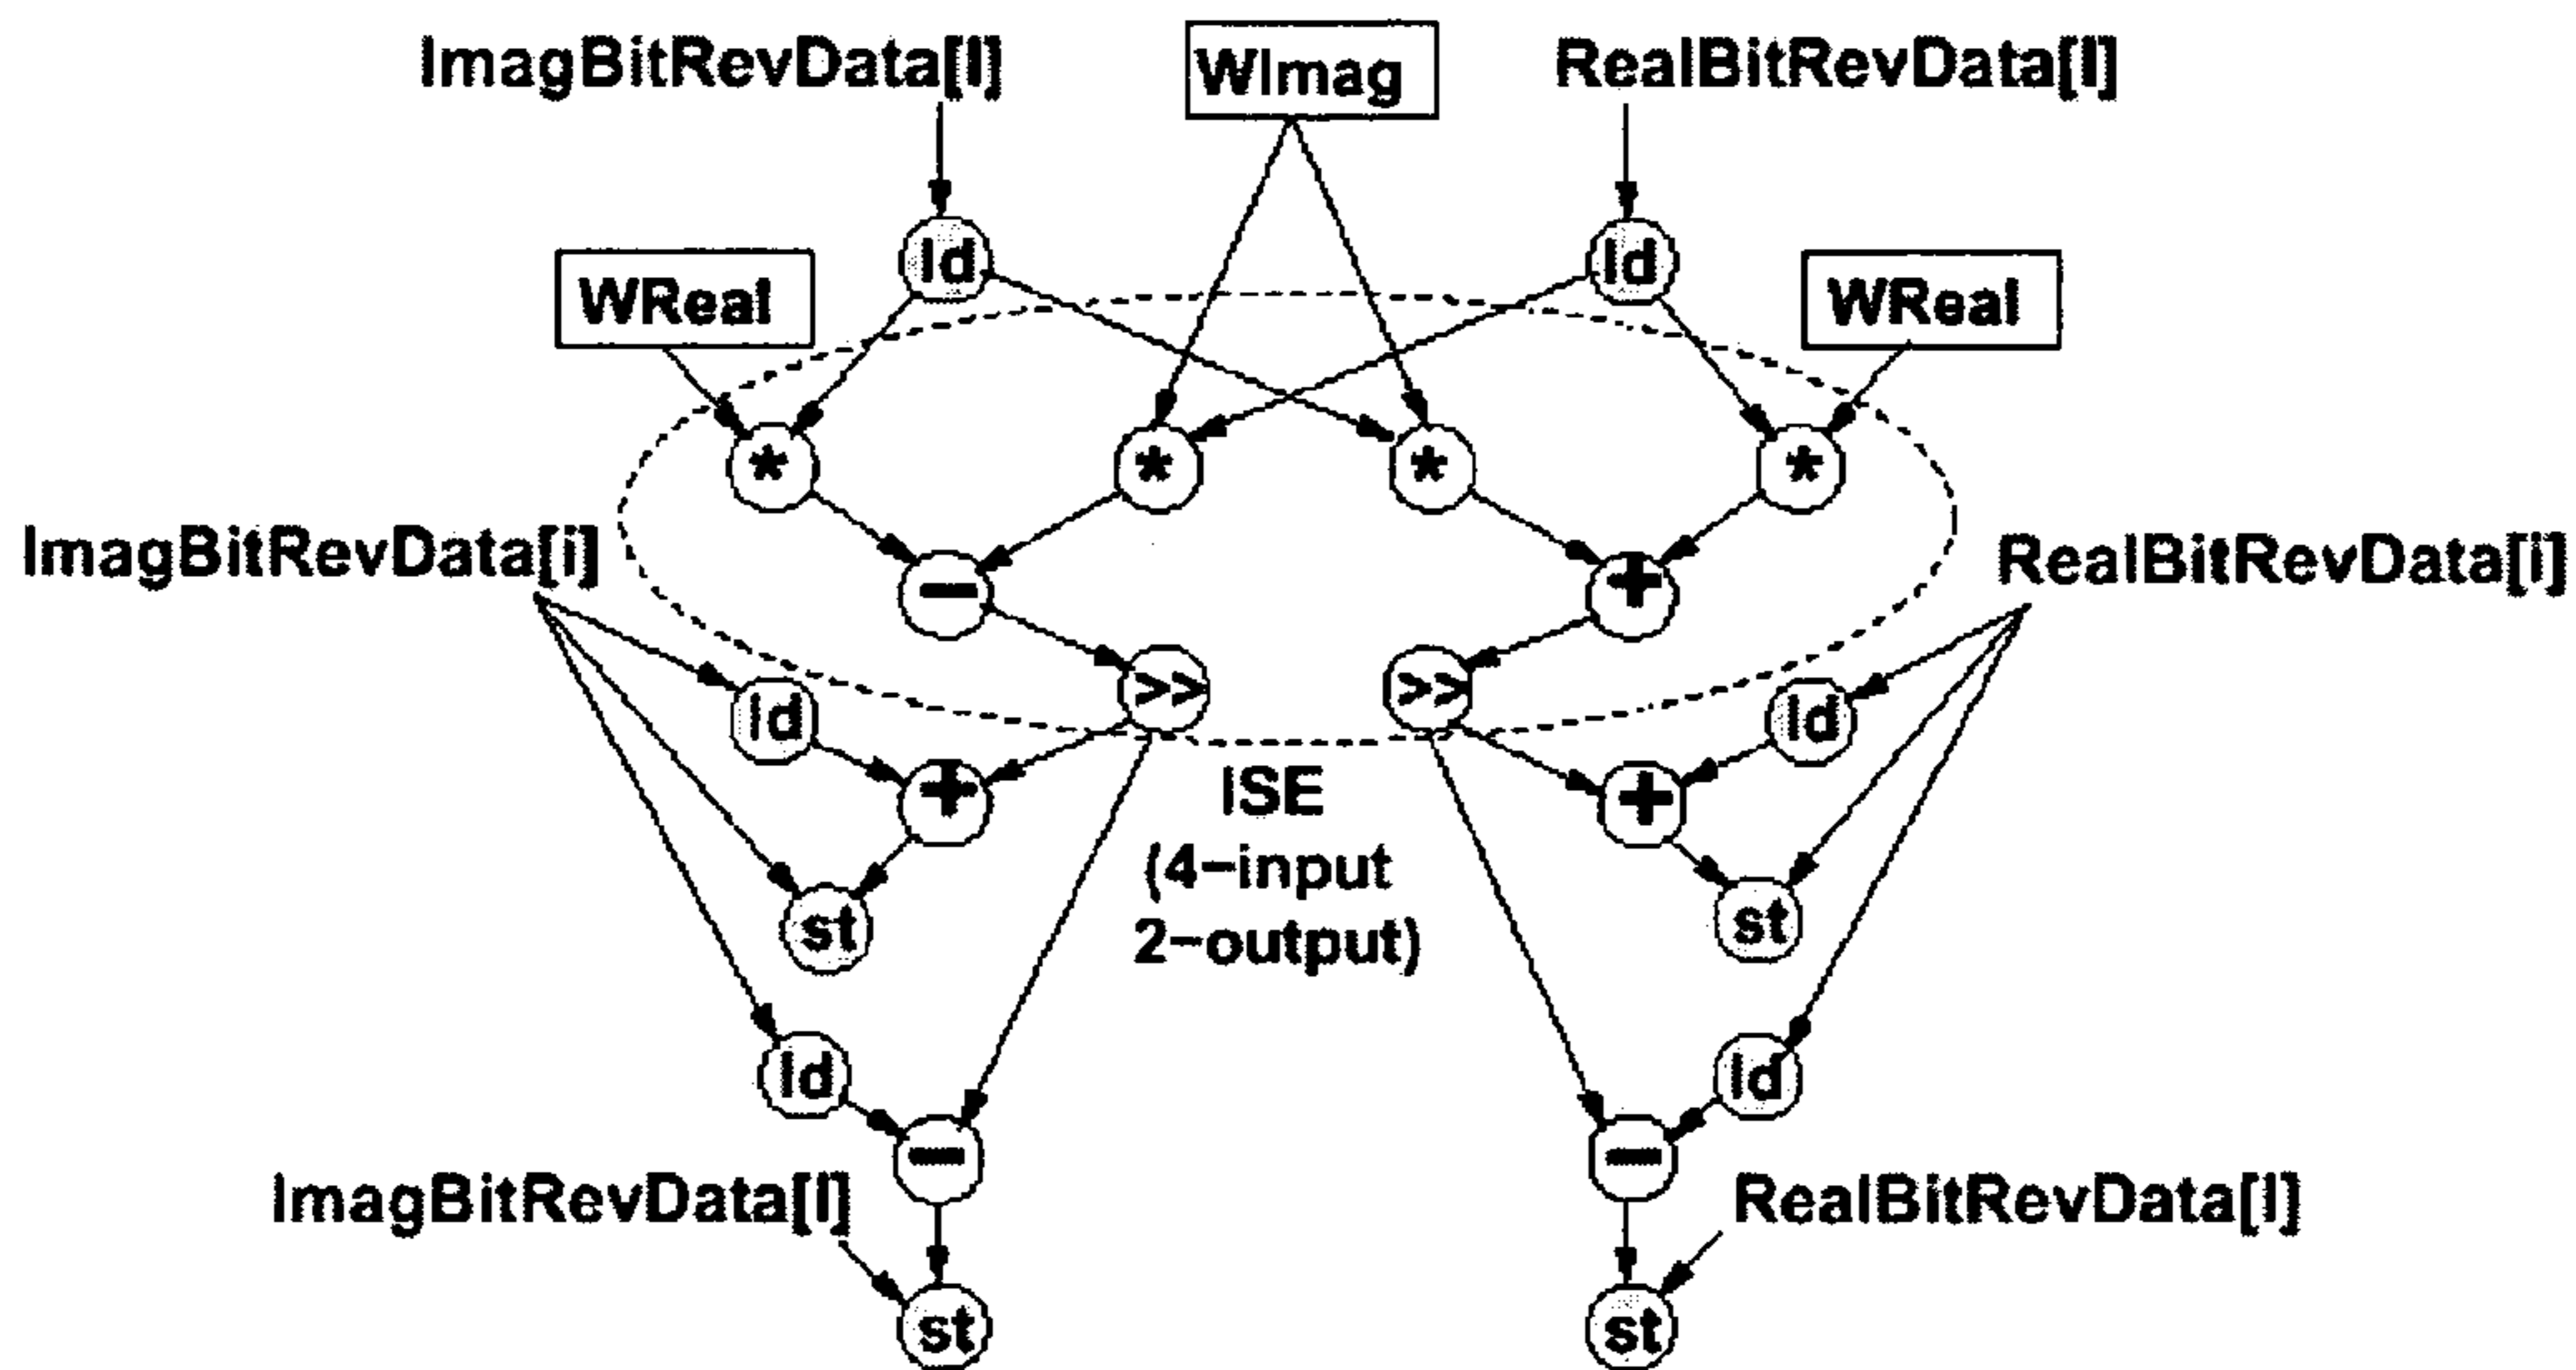 ImagBitRevData[l]
WImag
RealBitRevData[l]
ld
ld
WReal
WReal
*
*
*
*
ImagBitRevData[i]
RealBitRevData[i]
−
+
>>
>>
ld
ld
+
+
ISE
(4−input
2−output)
st
st
ld
ld
−
−
ImagBitRevData[l]
RealBitRevData[l]
st
st